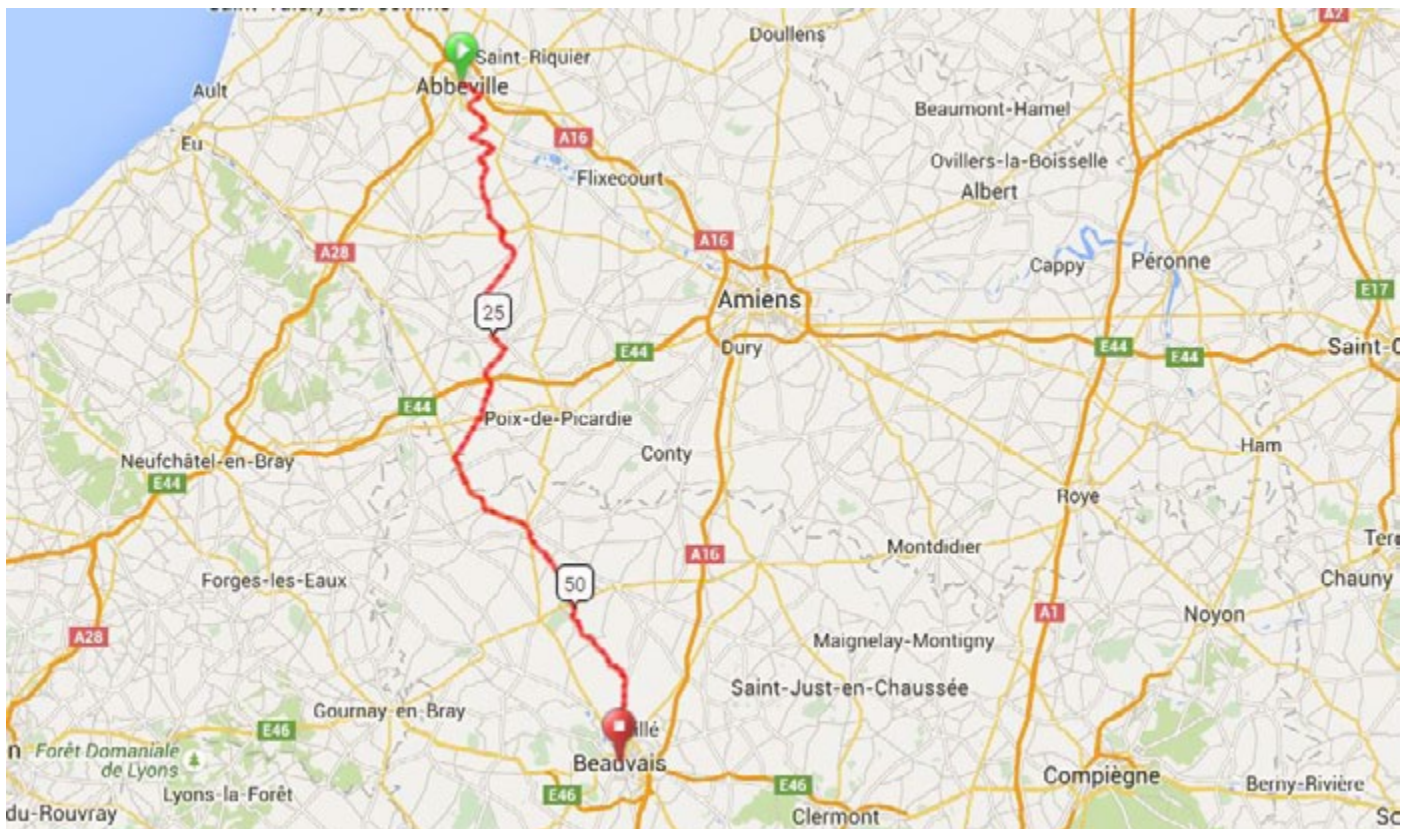 Doullens
A2
Saint-Riquier
Abbeville
Ault
Beaumont-Hamel
A16
Eu
Ovillers-la-Boisselle
Flixecourt
Albert
A16
A28
Cappy
Péronne
E17
Amiens
25
E44
Dury
E44
E44
E44
Poix-de-Picardie
Conty
Ham
Neufchâtel-en-Bray
E44
Roye
A16
Montdidier
Forges-les-Eaux
50
Chauny
Noyon
A28
A1
Maignelay-Montigny
Saint-Just-en-Chaussée
Gournay-en-Bray
E46
Forêt Domaniale
de Lyons
Beauvais
Compiègne
E46
E46
Berny-Rivière
Lyons-la-Forêt
du-Rouvray
Clermont